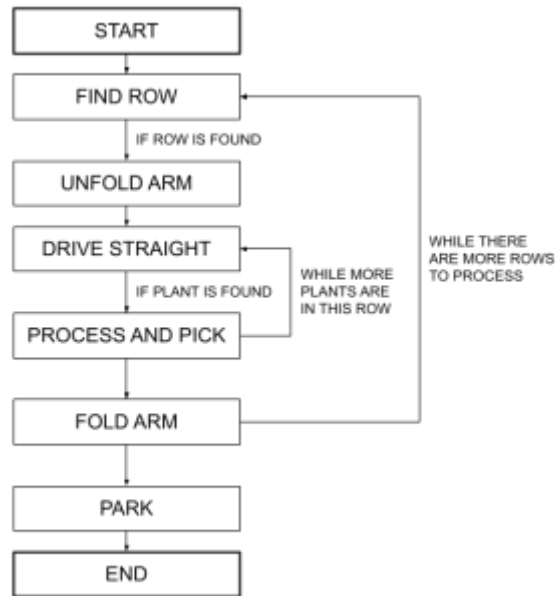 START
FIND ROW
IF ROW IS FOUND
UNFOLD ARM
DRIVE STRAIGHT
IF PLANT IS FOUND
WHILE MORE
PLANTS ARE
IN THIS ROW
WHILE THERE
ARE MORE ROWS
TO PROCESS
PROCESS AND PICK
FOLD ARM
PARK
END